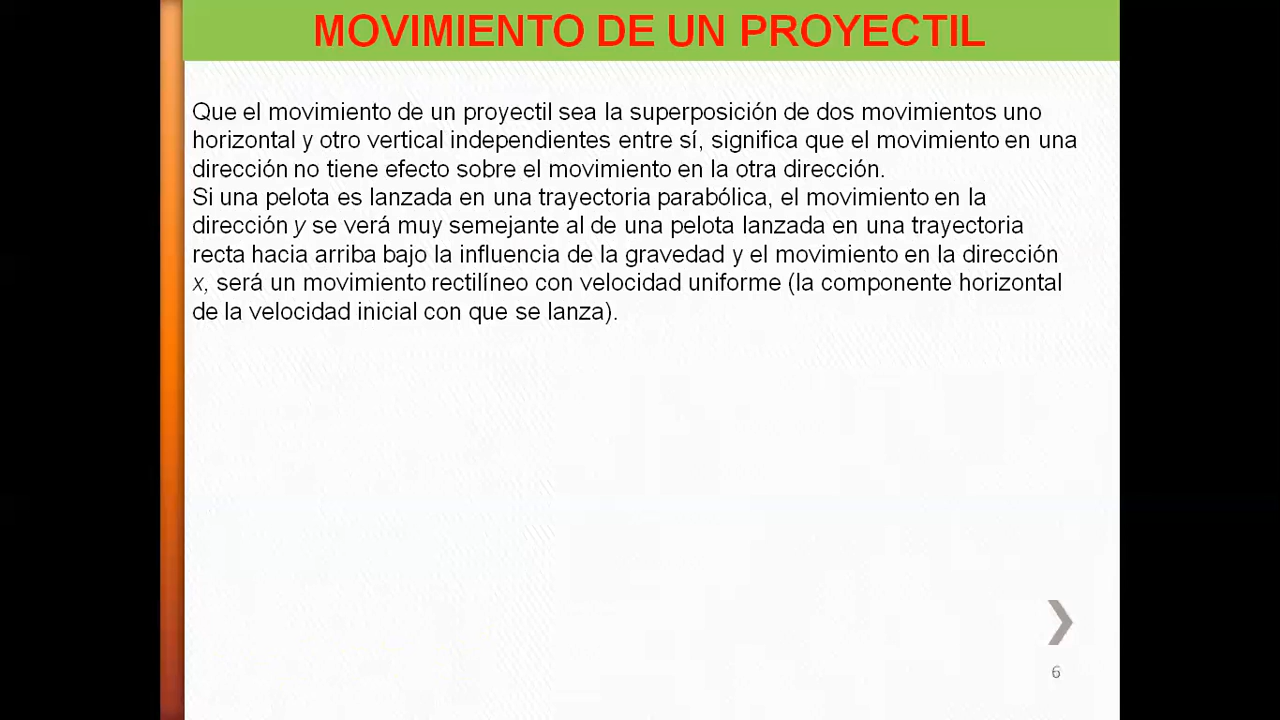 MOVIMIENTO DE UN PROYECTIL
Que el movimiento de un proyectil sea la superposición de dos movimientos uno
horizontal y otro vertical independientes entre sí, significa que el movimiento en una
dirección no tiene efecto sobre el movimiento en la otra dirección.
Si una pelota es lanzada en una trayectoria parabólica, el movimiento en la
dirección y se verá muy semejante al de una pelota lanzada en una trayectoria
recta hacia arriba bajo la influencia de la gravedad y el movimiento en la dirección
x, será un movimiento rectilíneo con velocidad uniforme (la componente horizontal
de la velocidad inicial con que se lanza).
6